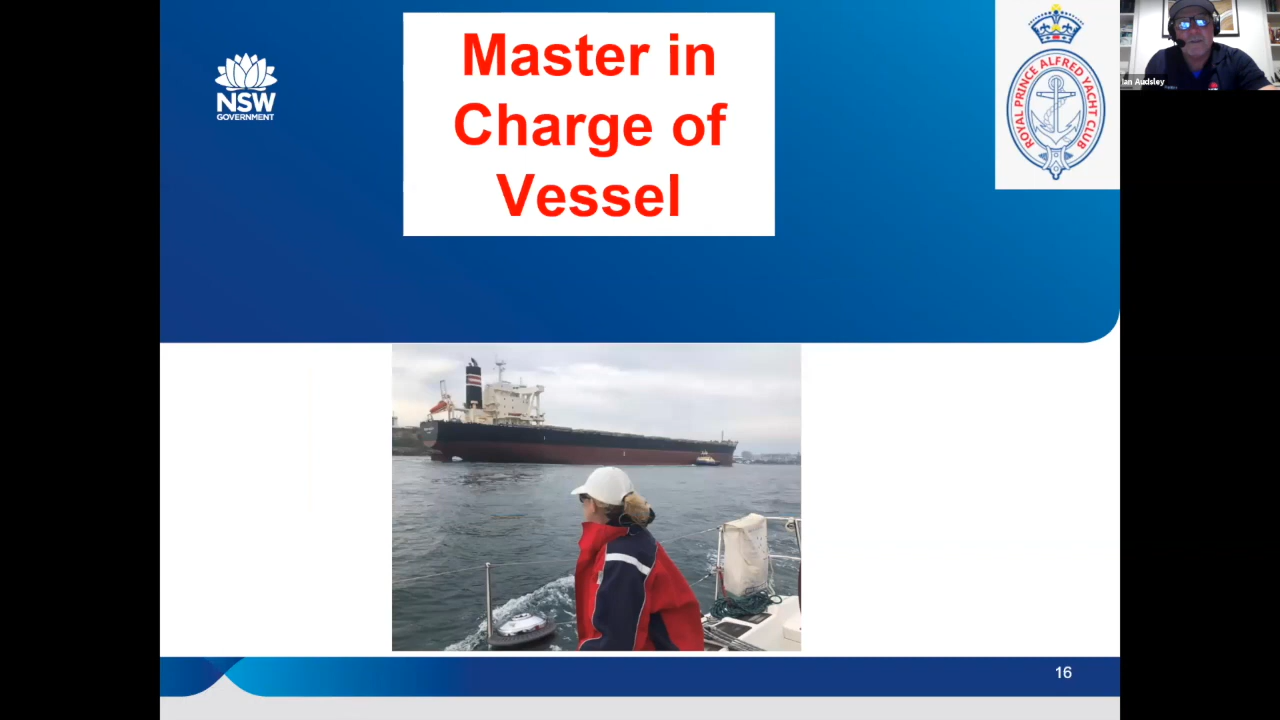 Master in
Charge of
Vessel
NSW
GOVERNMENT
ROYAL PRINCE ALFRED YACHT CLUB
Ian Audsley
16